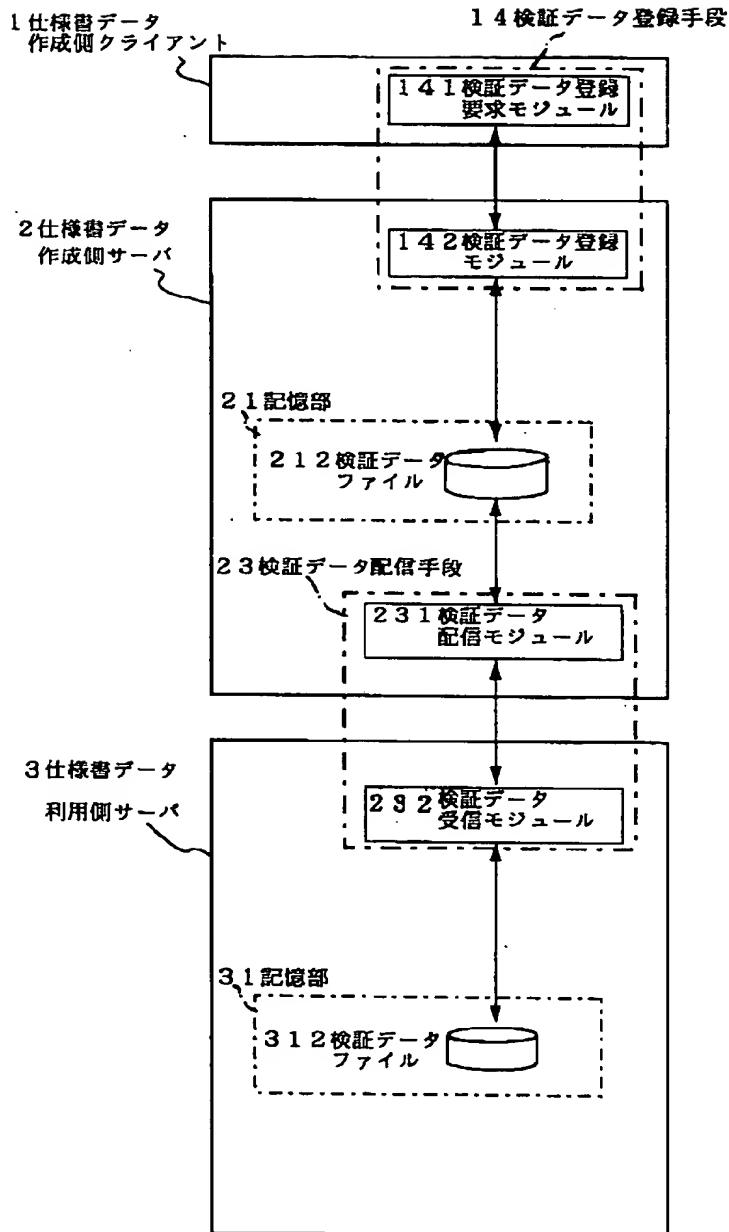 1仕様書データ
作成側クライアント
14検証データ登録手段
141検証データ登録
要求モジュール
2仕様書データ
作成側サーバ
142検証データ登録
モジュール
21記憶部
212検証データ
ファイル
23検証データ配信手段
231検証データ
配信モジュール
3仕様書データ
利用側サーバ
232検証データ
受信モジュール
31記憶部
312検証データ
ファイル